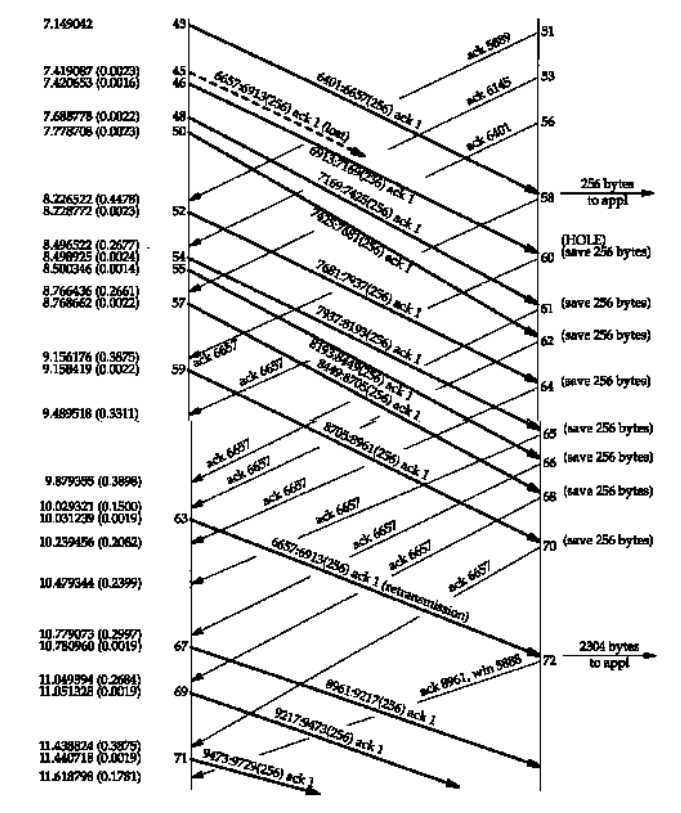 7.149042 43 51
ack 5889
7.419087 (0.0023) 45 53
7.420653 (0.0016) 46
6401:6657(256) ack 1
ack 6145
6657:6913(256) ack 1 (lost)
7.688778 (0.0022) 48 56
7.778708 (0.0023) 50
ack 6401
6913:7169(256) ack 1
7169:7425(256) ack 1
8.226522 (0.4478) 58 256 bytes to appl
8.228772 (0.0023) 52
7425:7681(256) ack 1
8.496522 (0.2677) (HOLE)
8.498925 (0.0024) 54 60 (save 256 bytes)
8.500346 (0.0014) 55
7681:7937(256) ack 1
8.766436 (0.2661)
8.768662 (0.0022) 57 61 (save 256 bytes)
7937:8193(256) ack 1
62 (save 256 bytes)
8193:8449(256) ack 1
8449:8705(256) ack 1
9.156176 (0.3875)
9.158419 (0.0022) 59
ack 6657
ack 6657
64 (save 256 bytes)
9.489518 (0.3311)
8705:8961(256) ack 1
65 (save 256 bytes)
ack 6657
66 (save 256 bytes)
ack 6657
9.879355 (0.3898)
ack 6657
68 (save 256 bytes)
10.029321 (0.1500)
10.031239 (0.0019) 63
ack 6657
ack 6657
10.239456 (0.2082) 70 (save 256 bytes)
6657:6913(256) ack 1 (retransmission)
ack 6657
ack 6657
10.479344 (0.2399)
10.779073 (0.2997)
10.780960 (0.0019) 67 72 2304 bytes to appl
ack 8961, win 5888
11.049894 (0.2684)
11.051328 (0.0019) 69
8961:9217(256) ack 1
9217:9473(256) ack 1
11.438824 (0.3875)
11.440718 (0.0019) 71
9473:9729(256) ack 1
11.618798 (0.1781)